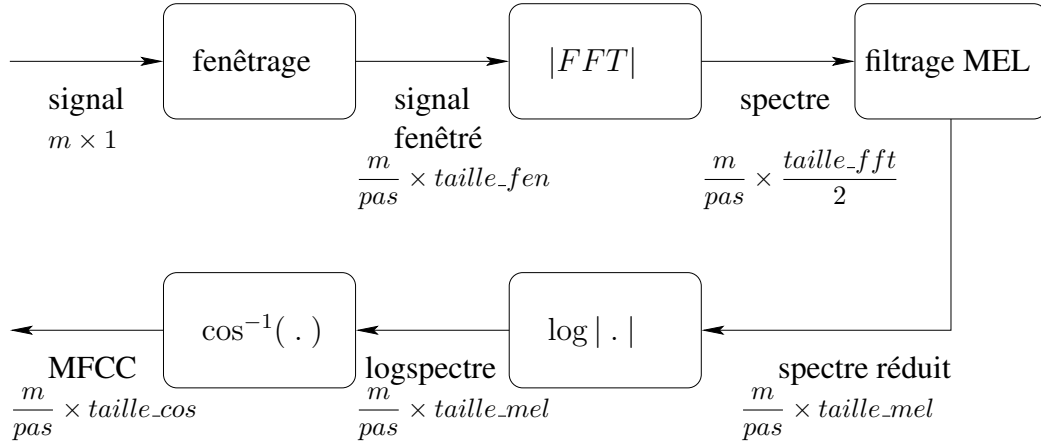 fenêtrage
|FFT|
filtrage MEL
signal
m × 1
signal
fenêtré
m/pas × taille_fen
spectre
m/pas × taille_fft/2
cos⁻¹( . )
log | . |
MFCC
m/pas × taille_cos
logspectre
m/pas × taille_mel
spectre réduit
m/pas × taille_mel